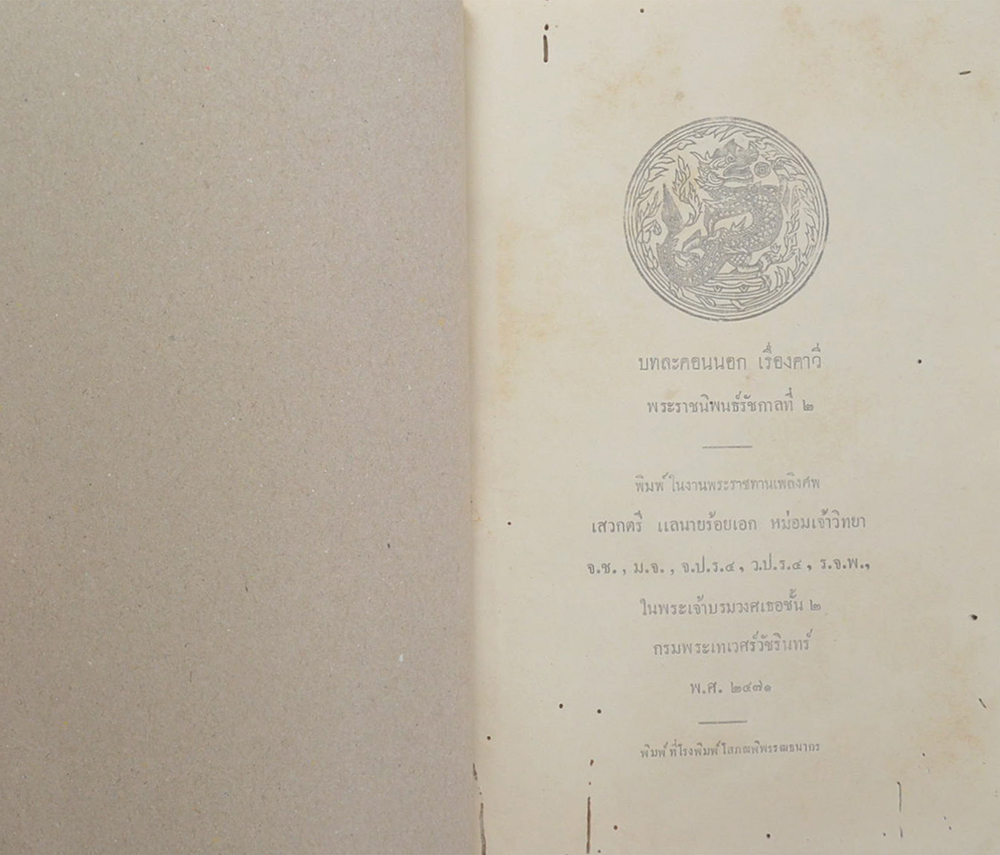 บทละคอนนอก เรื่องคาวี
พระราชนิพนธ์รัชกาลที่ ๒
พิมพ์ในงานพระราชทานเพลิงศพ
เสวกตรี แลนายร้อยเอก หม่อมเจ้าวิทยา
จ.ช., ม.จ., จ.ป.ร.๔, ว.ป.ร.๔, ร.จ.พ.,
ในพระเจ้าบรมวงศเธอชั้น ๒
กรมพระเทเวศร์วัชรินทร์
พ.ศ. ๒๔๗๑
พิมพ์ที่โรงพิมพ์โสภณพิพรรฒธนากร